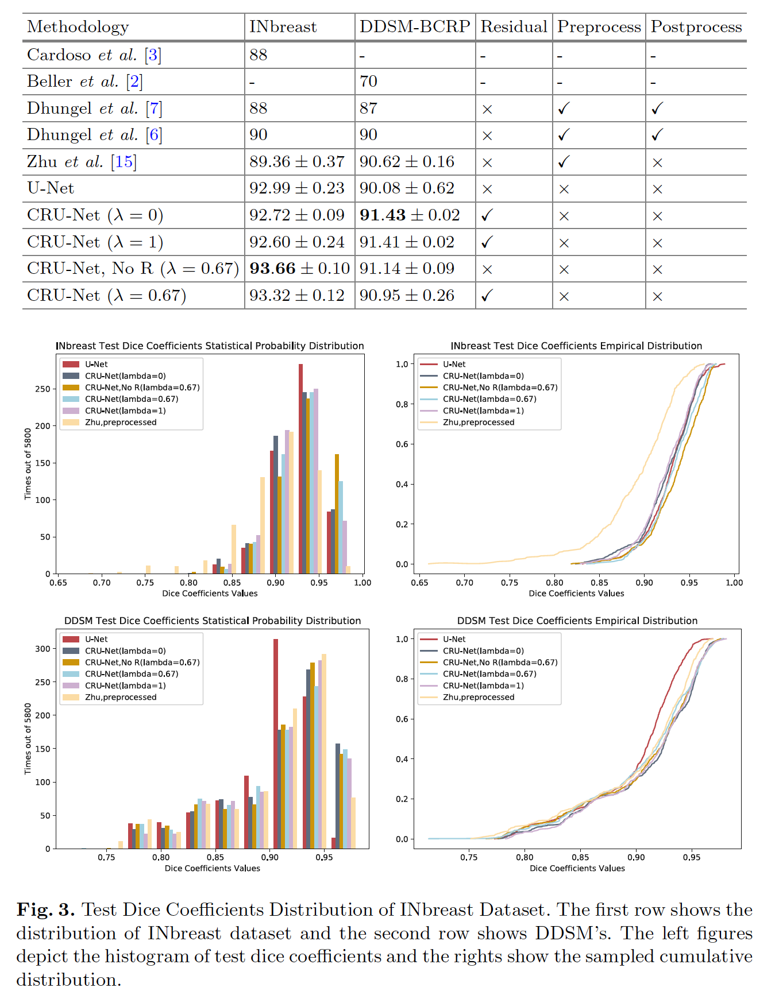 Methodology INbreast DDSM-BCRP Residual Preprocess Postprocess
Cardoso et al. [3] 88 - - - -
Beller et al. [2] - 70 - - -
Dhungel et al. [7] 88 87 × ✓ ✓
Dhungel et al. [6] 90 90 × ✓ ✓
Zhu et al. [15] 89.36 ± 0.37 90.62 ± 0.16 × ✓ ×
U-Net 92.99 ± 0.23 90.08 ± 0.62 × × ×
CRU-Net (λ = 0) 92.72 ± 0.09 91.43 ± 0.02 ✓ × ×
CRU-Net (λ = 1) 92.60 ± 0.24 91.41 ± 0.02 ✓ × ×
CRU-Net, No R (λ = 0.67) 93.66 ± 0.10 91.14 ± 0.09 × × ×
CRU-Net (λ = 0.67) 93.32 ± 0.12 90.95 ± 0.26 ✓ × ×
INbreast Test Dice Coefficients Statistical Probability Distribution
U-Net
CRU-Net(lambda=0)
CRU-Net,No R(lambda=0.67)
CRU-Net(lambda=0.67)
CRU-Net(lambda=1)
Zhu,preprocessed
Times out of 5800
250
200
150
100
50
0
0.65 0.70 0.75 0.80 0.85 0.90 0.95 1.00
Dice Coefficients Values
INbreast Test Dice Coefficients Empirical Distribution
U-Net
CRU-Net(lambda=0)
CRU-Net,No R(lambda=0.67)
CRU-Net(lambda=0.67)
CRU-Net(lambda=1)
Zhu,preprocessed
1.0
0.8
0.6
0.4
0.2
0.0
0.65 0.70 0.75 0.80 0.85 0.90 0.95 1.00
Dice Coefficients Values
DDSM Test Dice Coefficients Statistical Probability Distribution
U-Net
CRU-Net(lambda=0)
CRU-Net,No R(lambda=0.67)
CRU-Net(lambda=0.67)
CRU-Net(lambda=1)
Zhu,preprocessed
Times out of 5800
300
250
200
150
100
50
0
0.75 0.80 0.85 0.90 0.95
Dice Coefficients Values
DDSM Test Dice Coefficients Empirical Distribution
U-Net
CRU-Net(lambda=0)
CRU-Net,No R(lambda=0.67)
CRU-Net(lambda=0.67)
CRU-Net(lambda=1)
Zhu,preprocessed
1.0
0.8
0.6
0.4
0.2
0.0
0.75 0.80 0.85 0.90 0.95
Dice Coefficients Values
Fig. 3. Test Dice Coefficients Distribution of INbreast Dataset. The first row shows the
distribution of INbreast dataset and the second row shows DDSM's. The left figures
depict the histogram of test dice coefficients and the rights show the sampled cumulative
distribution.